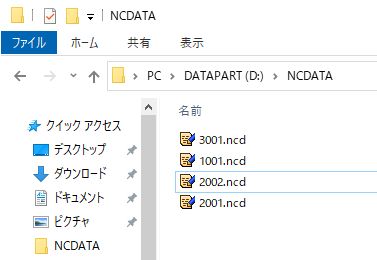 NCDATA
ファイル ホーム 共有 表示
PC DATAPART (D:) NCDATA
名前
クイック アクセス
デスクトップ
ダウンロード
ドキュメント
ピクチャ
NCDATA
3001.ncd
1001.ncd
2002.ncd
2001.ncd